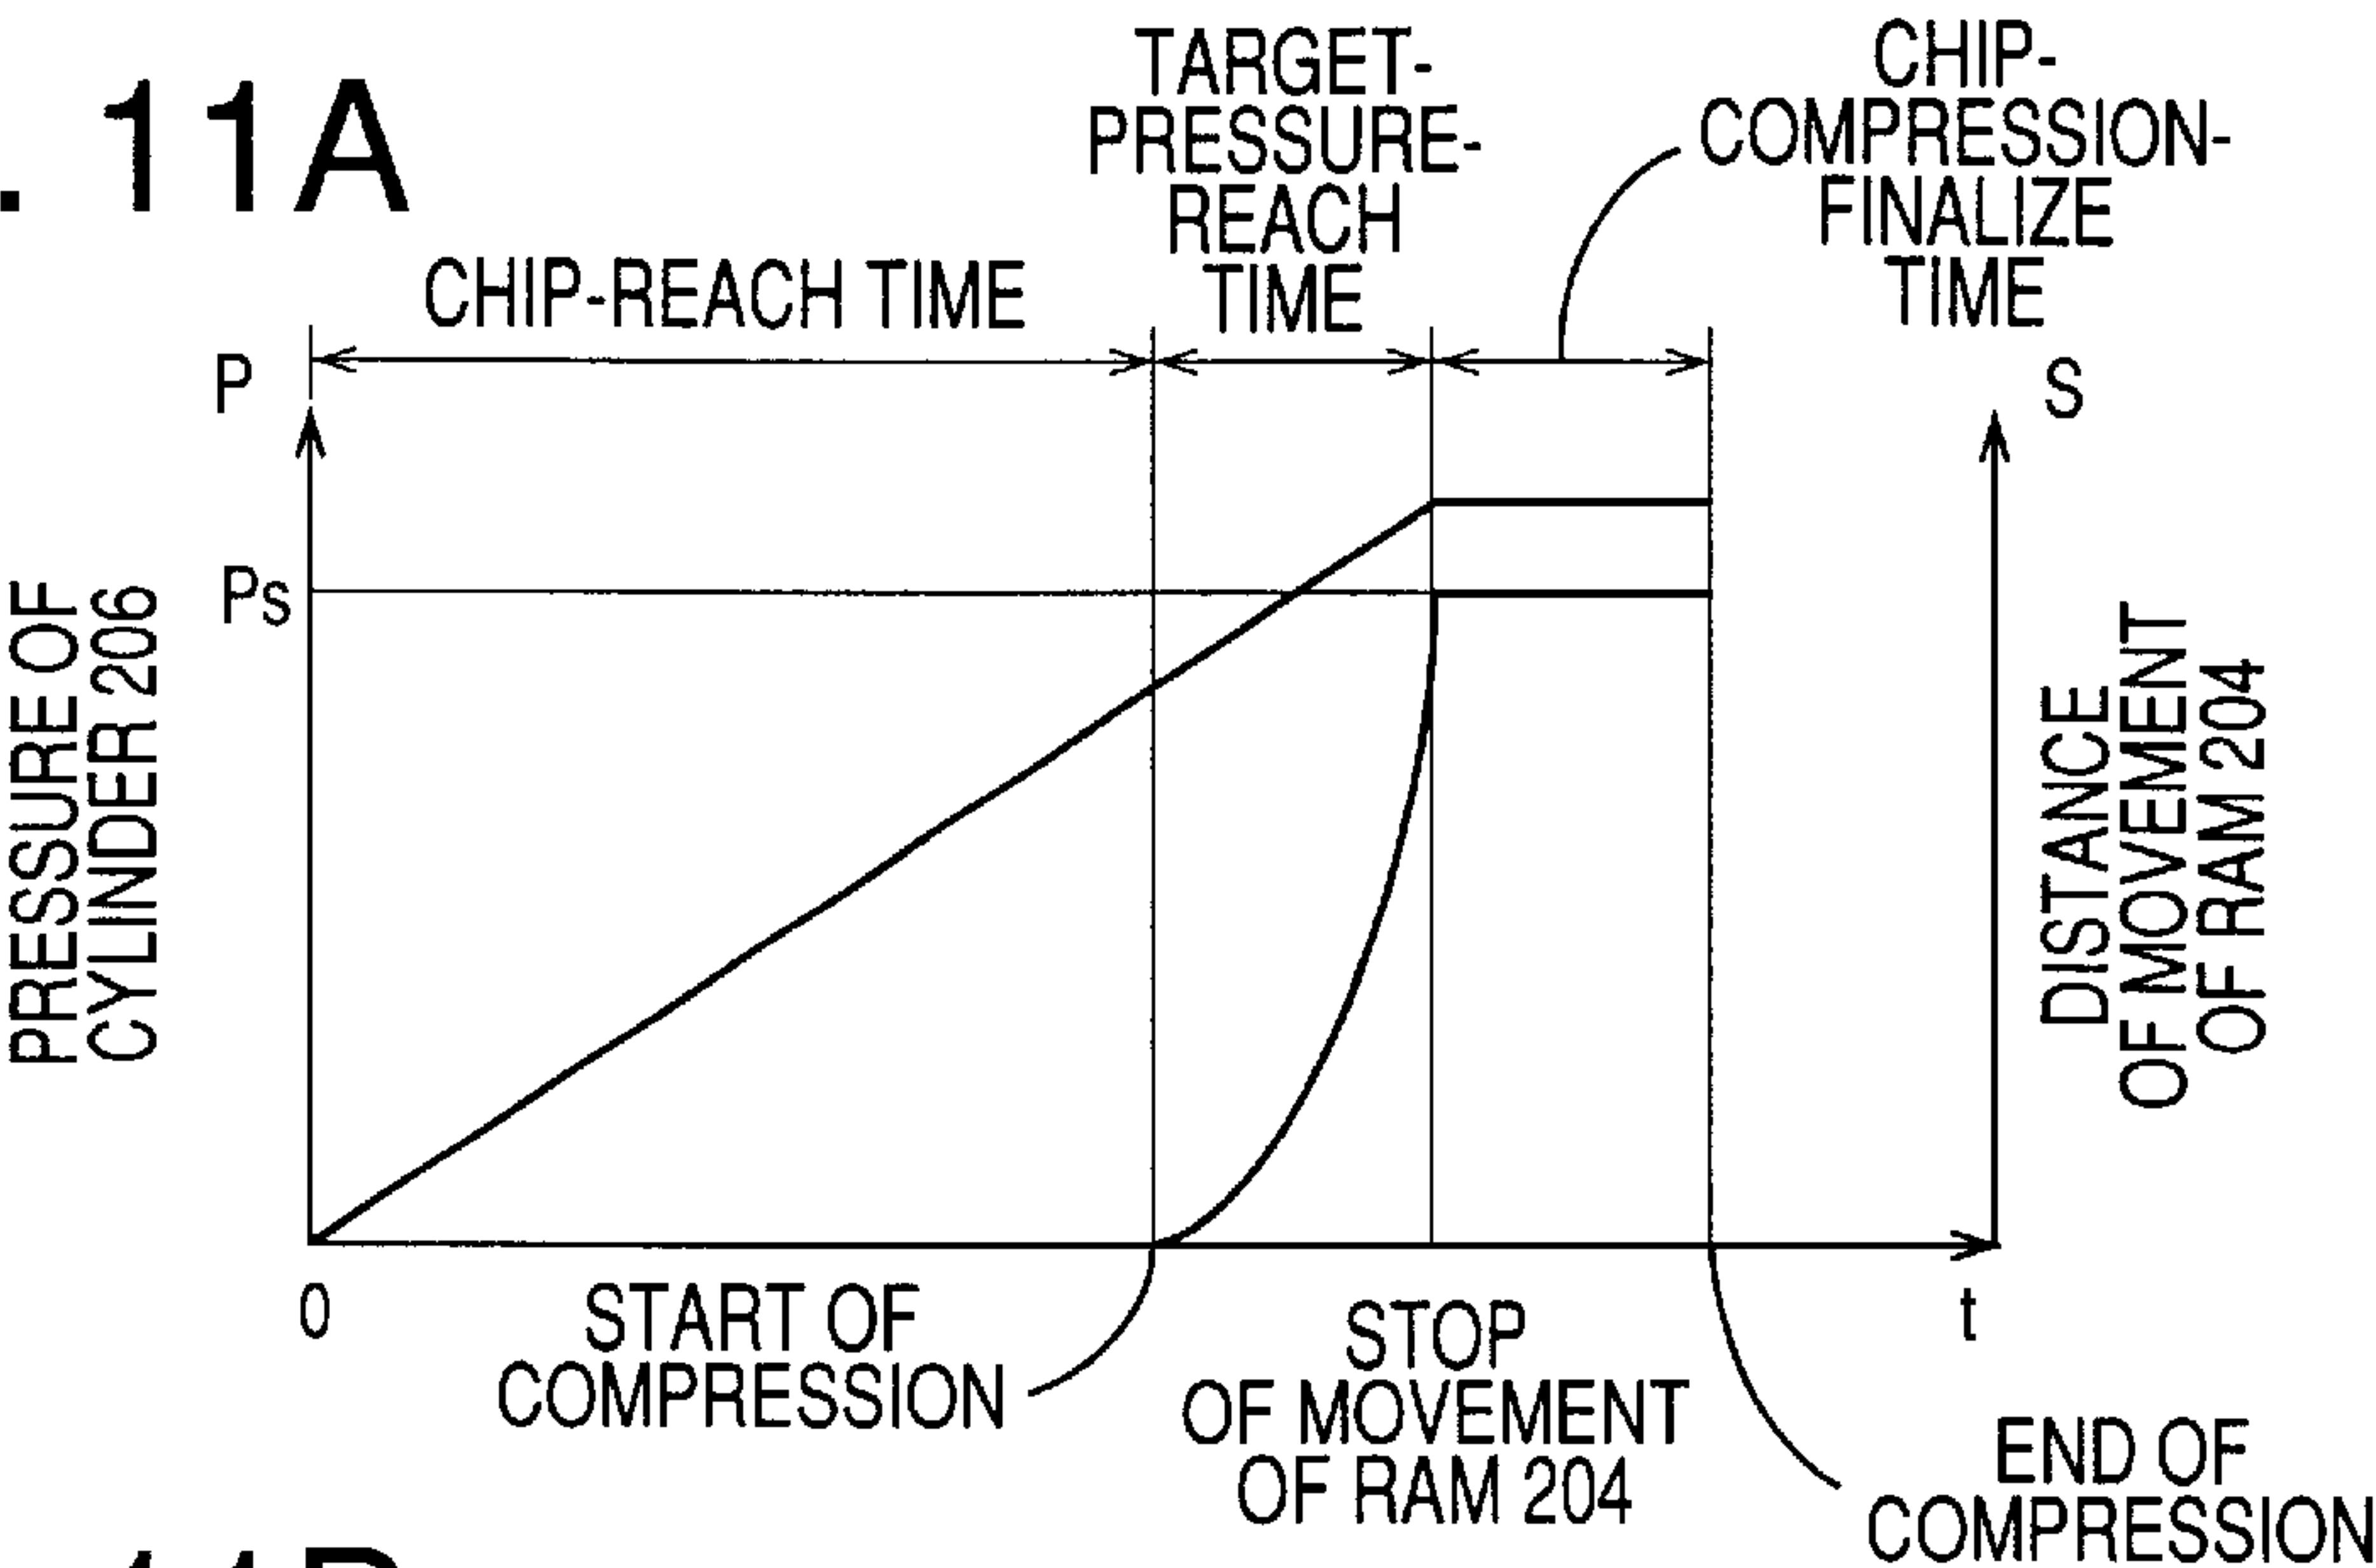 . 11A
TARGET-
PRESSURE-
REACH
TIME
CHIP-
COMPRESSION-
FINALIZE
TIME
CHIP-REACH TIME
P
S
Ps
PRESSURE OF
CYLINDER 206
DISTANCE
OF MOVEMENT
OF RAM 204
0
t
START OF
COMPRESSION
STOP
OF MOVEMENT
OF RAM 204
END OF
COMPRESSION